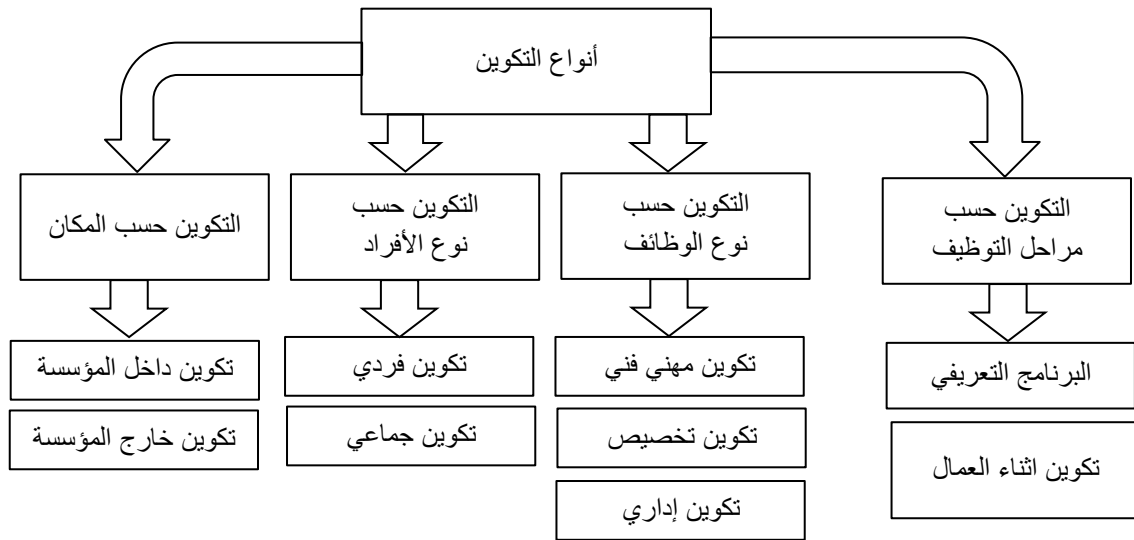 أنواع التكوين
التكوين حسب
مراحل التوظيف
التكوين حسب
نوع الوظائف
التكوين حسب
نوع الأفراد
التكوين حسب المكان
البرنامج التعريفي
تكوين اثناء العمال
تكوين مهني فني
تكوين تخصيص
تكوين إداري
تكوين فردي
تكوين جماعي
تكوين داخل المؤسسة
تكوين خارج المؤسسة